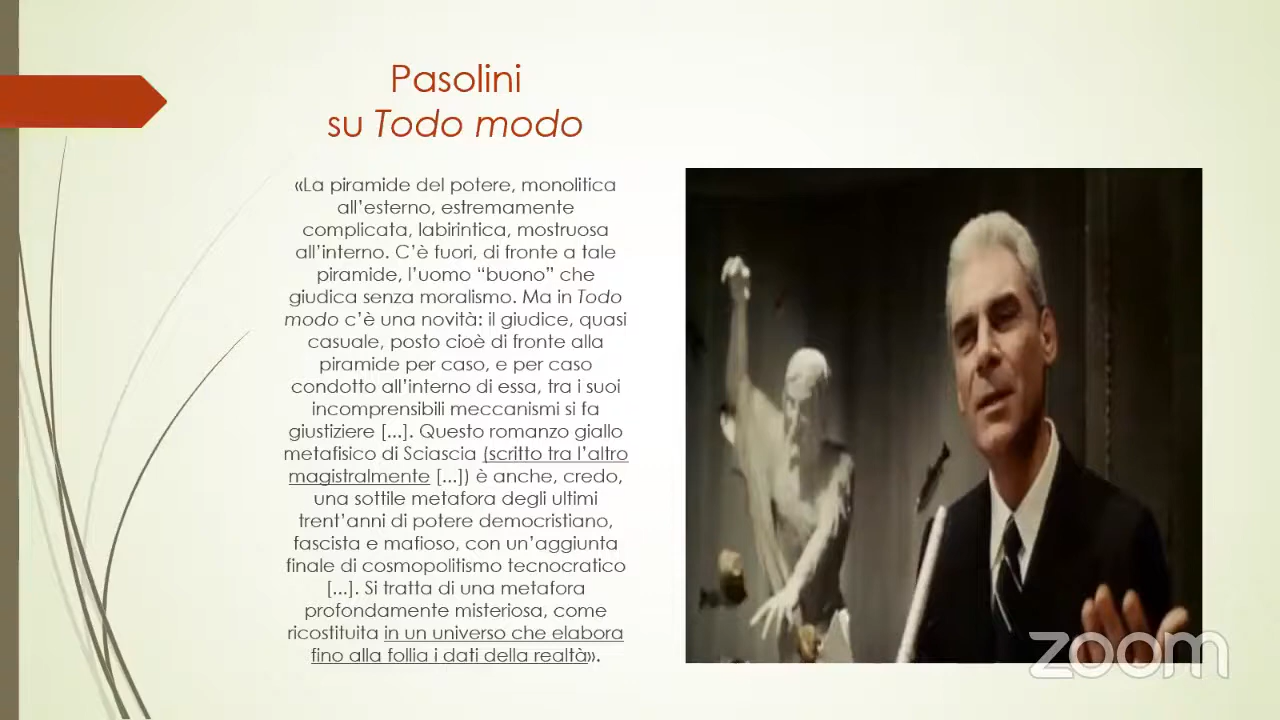 Pasolini
su Todo modo
«La piramide del potere, monolitica
all'esterno, estremamente
complicata, labirintica, mostruosa
all'interno. C'è fuori, di fronte a tale
piramide, l'uomo “buono” che
giudica senza moralismo. Ma in Todo
modo c'è una novità: il giudice, quasi
casuale, posto cioè di fronte alla
piramide per caso, e per caso
condotto all'interno di essa, tra i suoi
incomprensibili meccanismi si fa
giustiziere [...]. Questo romanzo giallo
metafisico di Sciascia (scritto tra l'altro
magistralmente [...]) è anche, credo,
una sottile metafora degli ultimi
trent'anni di potere democristiano,
fascista e mafioso, con un'aggiunta
finale di cosmopolitismo tecnocratico
[...]. Si tratta di una metafora
profondamente misteriosa, come
ricostituita in un universo che elabora
fino alla follia i dati della realtà».
zoom